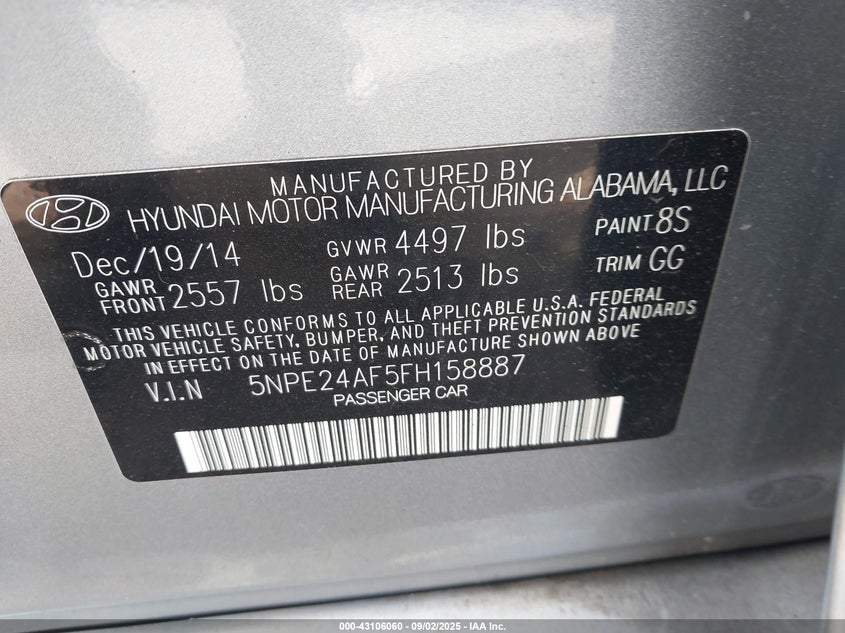 MANUFACTURED BY
HYUNDAI MOTOR MANUFACTURING ALABAMA, LLC
Dec/19/14 GVWR 4497 lbs PAINT 8S
GAWR FRONT 2557 lbs GAWR REAR 2513 lbs TRIM GG
THIS VEHICLE CONFORMS TO ALL APPLICABLE U.S.A. FEDERAL
MOTOR VEHICLE SAFETY, BUMPER, AND THEFT PREVENTION STANDARDS
IN EFFECT ON THE DATE OF MANUFACTURE SHOWN ABOVE
V.I.N 5NPE24AF5FH158887
PASSENGER CAR
000-43106060 - 09/02/2025 - IAA Inc.